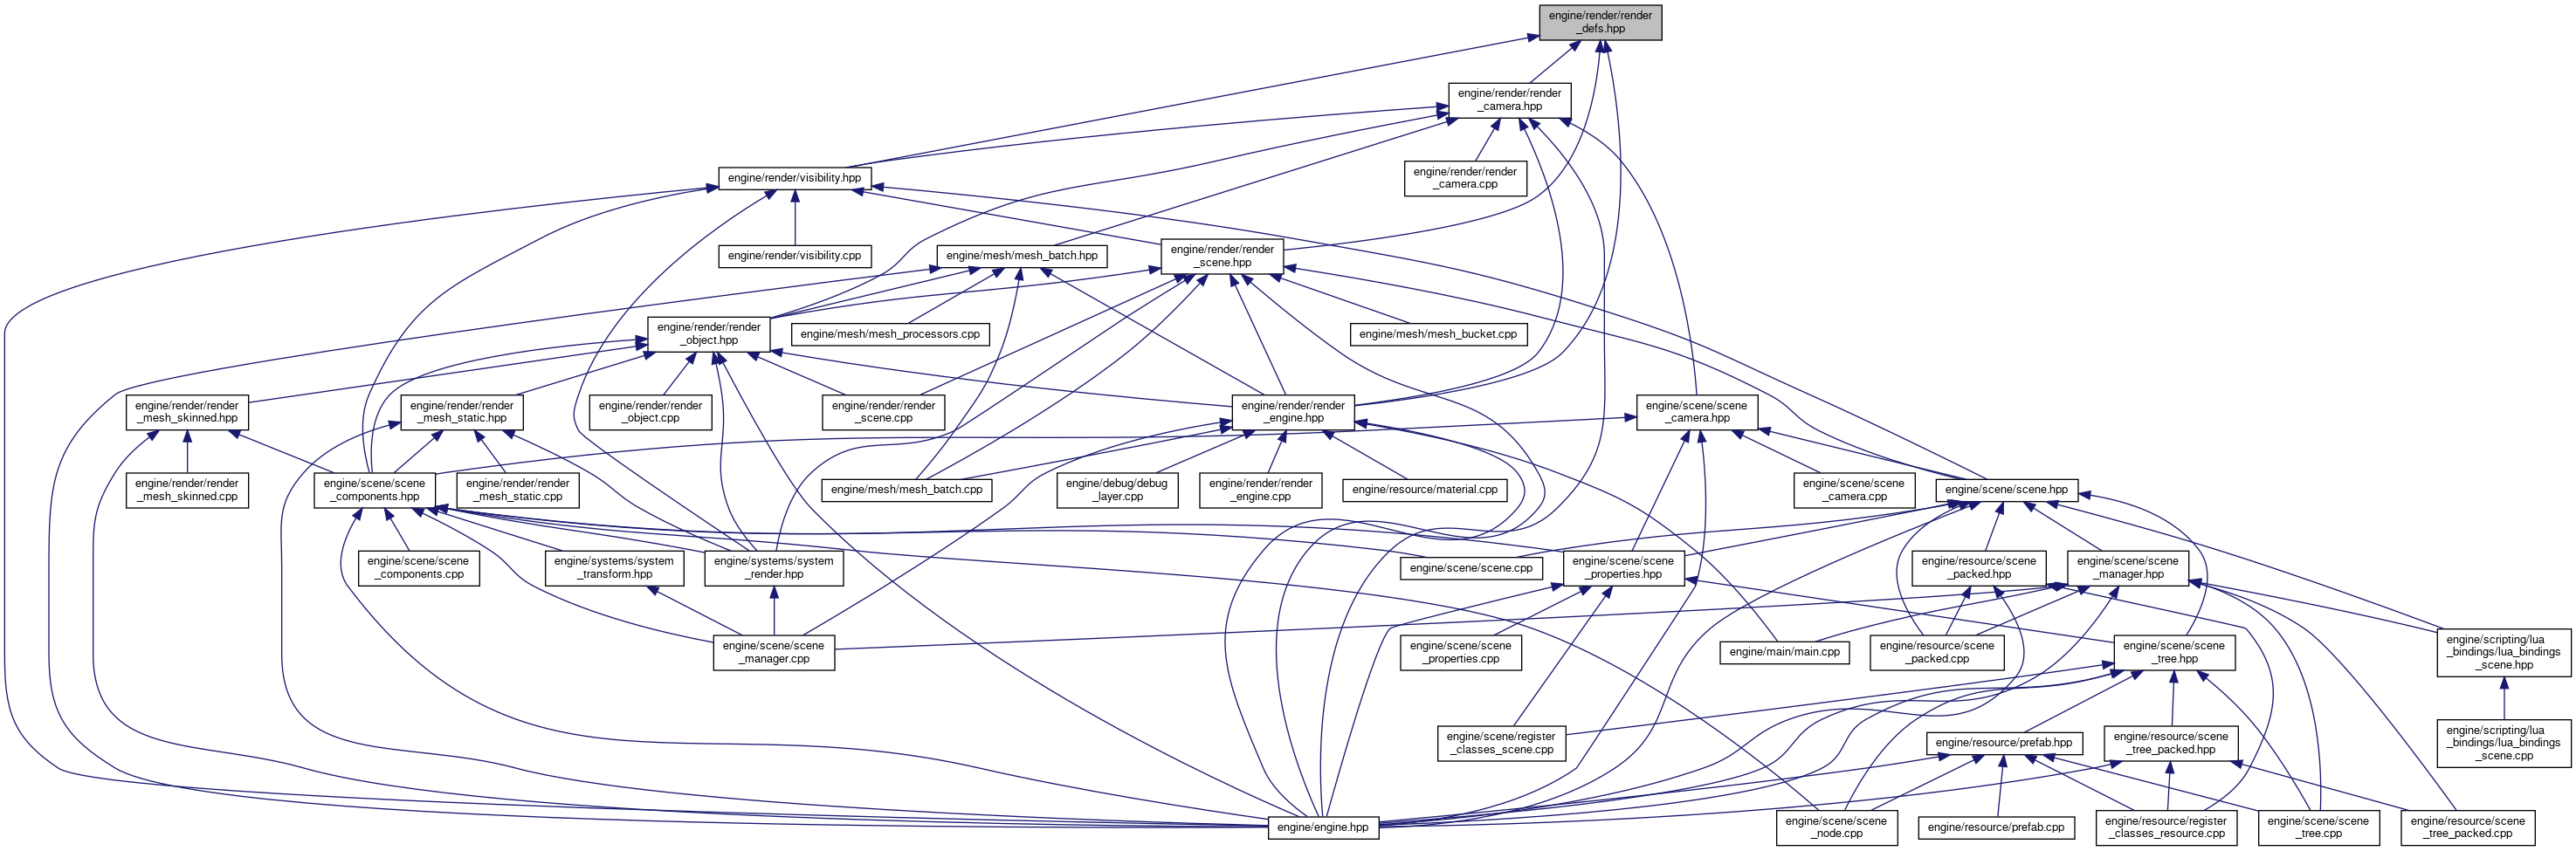 engine/render/render
_defs.hpp
engine/render/render
_camera.hpp
engine/render/render
_camera.cpp
engine/render/visibility.hpp
engine/render/visibility.cpp
engine/mesh/mesh_batch.hpp
engine/render/render
_scene.hpp
engine/render/render
_object.hpp
engine/mesh/mesh_processors.cpp
engine/mesh/mesh_bucket.cpp
engine/render/render
_mesh_skinned.hpp
engine/render/render
_mesh_static.hpp
engine/render/render
_object.cpp
engine/render/render
_scene.cpp
engine/render/render
_engine.hpp
engine/scene/scene
_camera.hpp
engine/render/render
_mesh_skinned.cpp
engine/scene/scene
_components.hpp
engine/render/render
_mesh_static.cpp
engine/mesh/mesh_batch.cpp
engine/debug/debug
_layer.cpp
engine/render/render
_engine.cpp
engine/resource/material.cpp
engine/scene/scene
_camera.cpp
engine/scene/scene.hpp
engine/scene/scene
_components.cpp
engine/systems/system
_transform.hpp
engine/systems/system
_render.hpp
engine/scene/scene.cpp
engine/scene/scene
_properties.hpp
engine/resource/scene
_packed.hpp
engine/scene/scene
_manager.hpp
engine/scene/scene
_manager.cpp
engine/scene/scene
_properties.cpp
engine/main/main.cpp
engine/resource/scene
_packed.cpp
engine/scene/scene
_tree.hpp
engine/scripting/lua
_bindings/lua_bindings
_scene.hpp
engine/scene/register
_classes_scene.cpp
engine/resource/prefab.hpp
engine/resource/scene
_tree_packed.hpp
engine/scripting/lua
_bindings/lua_bindings
_scene.cpp
engine/engine.hpp
engine/scene/scene
_node.cpp
engine/resource/prefab.cpp
engine/resource/register
_classes_resource.cpp
engine/scene/scene
_tree.cpp
engine/resource/scene
_tree_packed.cpp